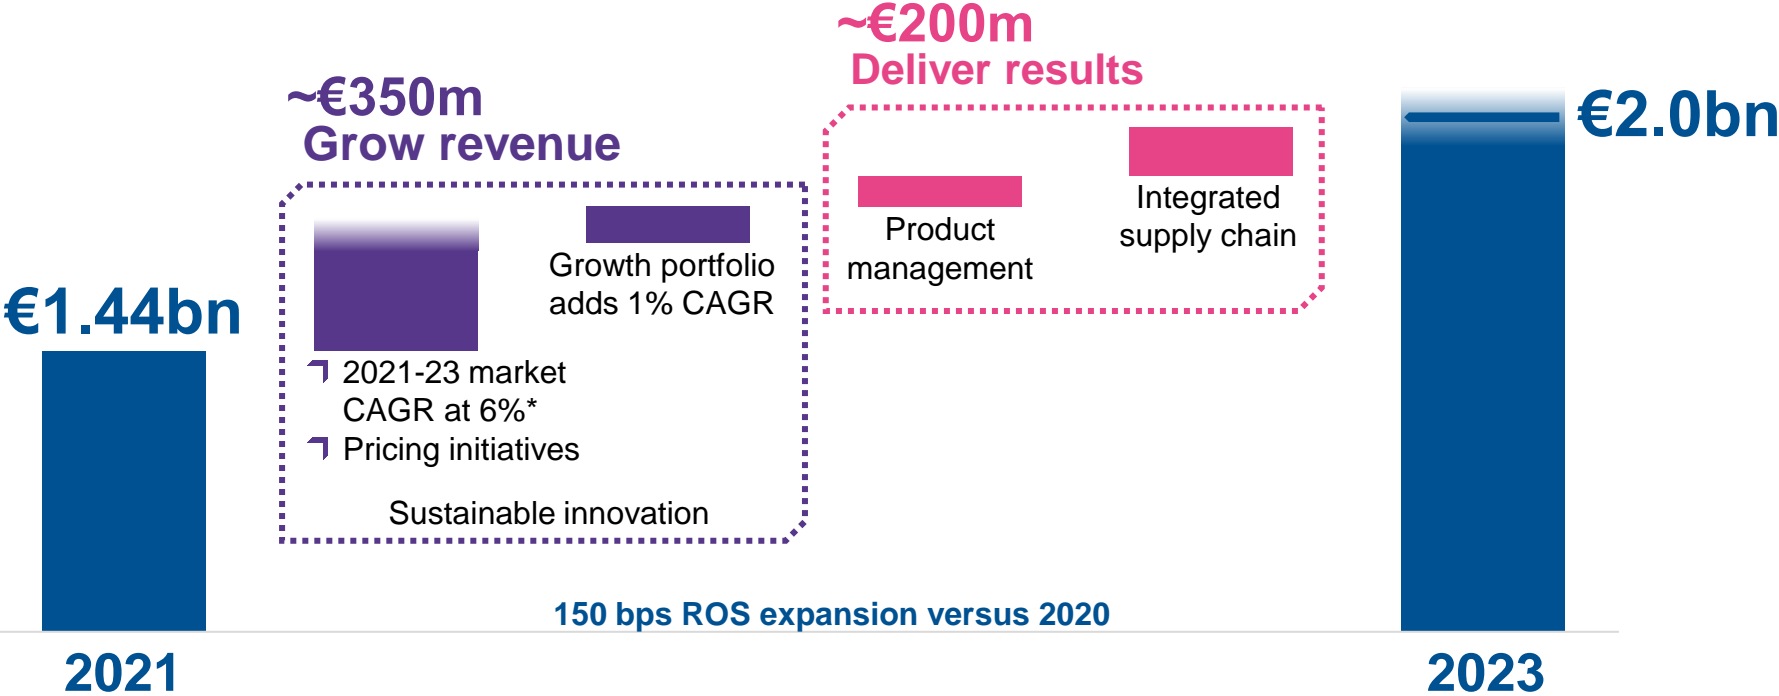 ~€200m
Deliver results
~€350m
Grow revenue
€2.0bn
Integrated
supply chain
Product
management
Growth portfolio
adds 1% CAGR
€1.44bn
2021-23 market
CAGR at 6%*
Pricing initiatives
Sustainable innovation
150 bps ROS expansion versus 2020
2021
2023